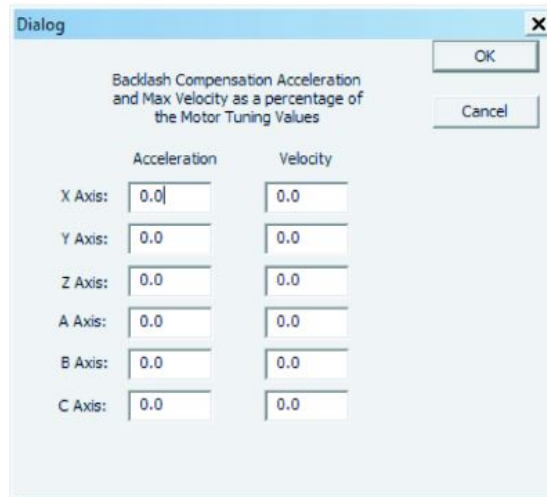 Dialog
OK
Backlash Compensation Acceleration
and Max Velocity as a percentage of
the Motor Tuning Values
Cancel
Acceleration Velocity
X Axis: 0.0 0.0
Y Axis: 0.0 0.0
Z Axis: 0.0 0.0
A Axis: 0.0 0.0
B Axis: 0.0 0.0
C Axis: 0.0 0.0